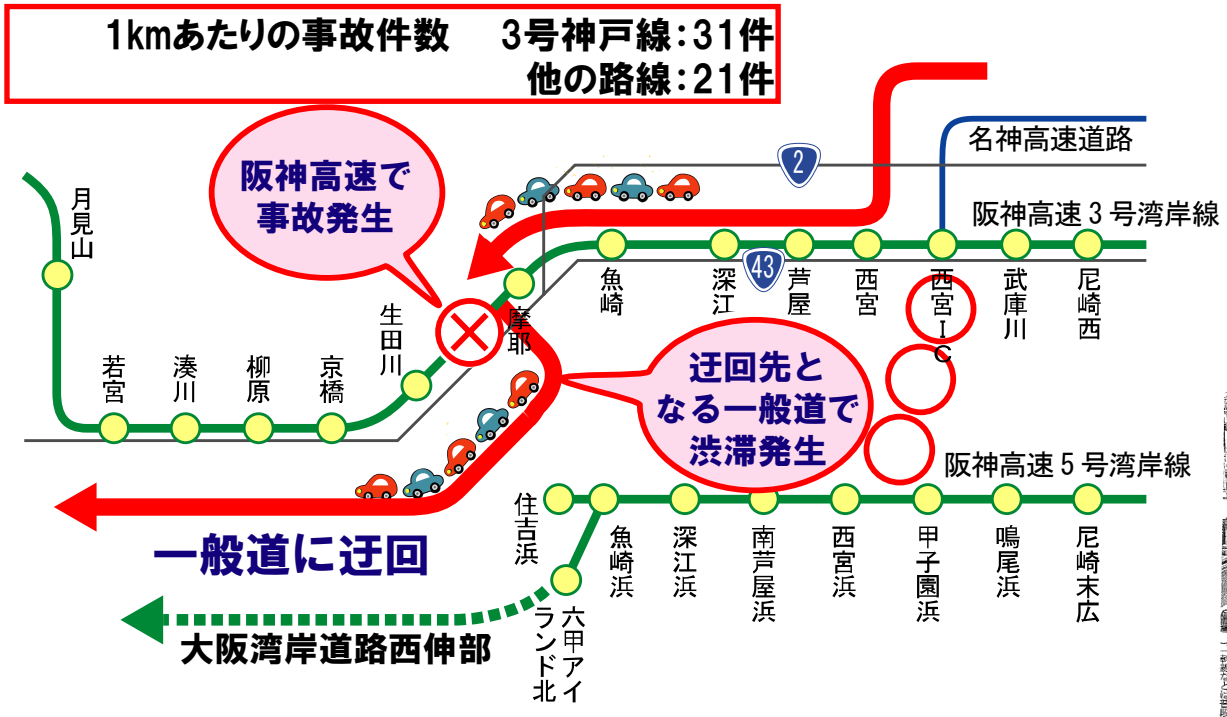 1kmあたりの事故件数 3号神戸線：31件
他の路線：21件
阪神高速で
事故発生
2
名神高速道路
阪神高速3号湾岸線
43
月見山
若宮
湊川
柳原
京橋
生田川
摩耶
魚崎
深江
芦屋
西宮
西宮IC
武庫川
尼崎西
迂回先と
なる一般道で
渋滞発生
阪神高速5号湾岸線
住吉浜
魚崎浜
深江浜
南芦屋浜
西宮浜
甲子園浜
鳴尾浜
尼崎末広
六甲アイ
ランド北
一般道に迂回
大阪湾岸道路西伸部